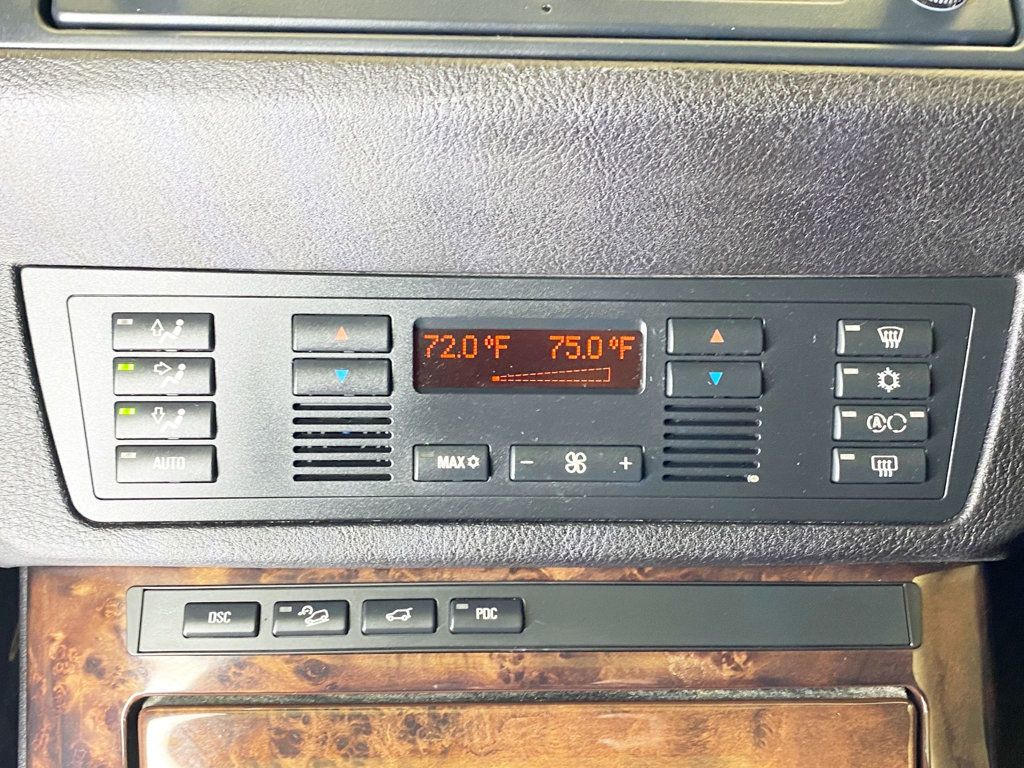 72.0 °F 75.0 °F
A
AUTO
MAX
- +
DSC PDC